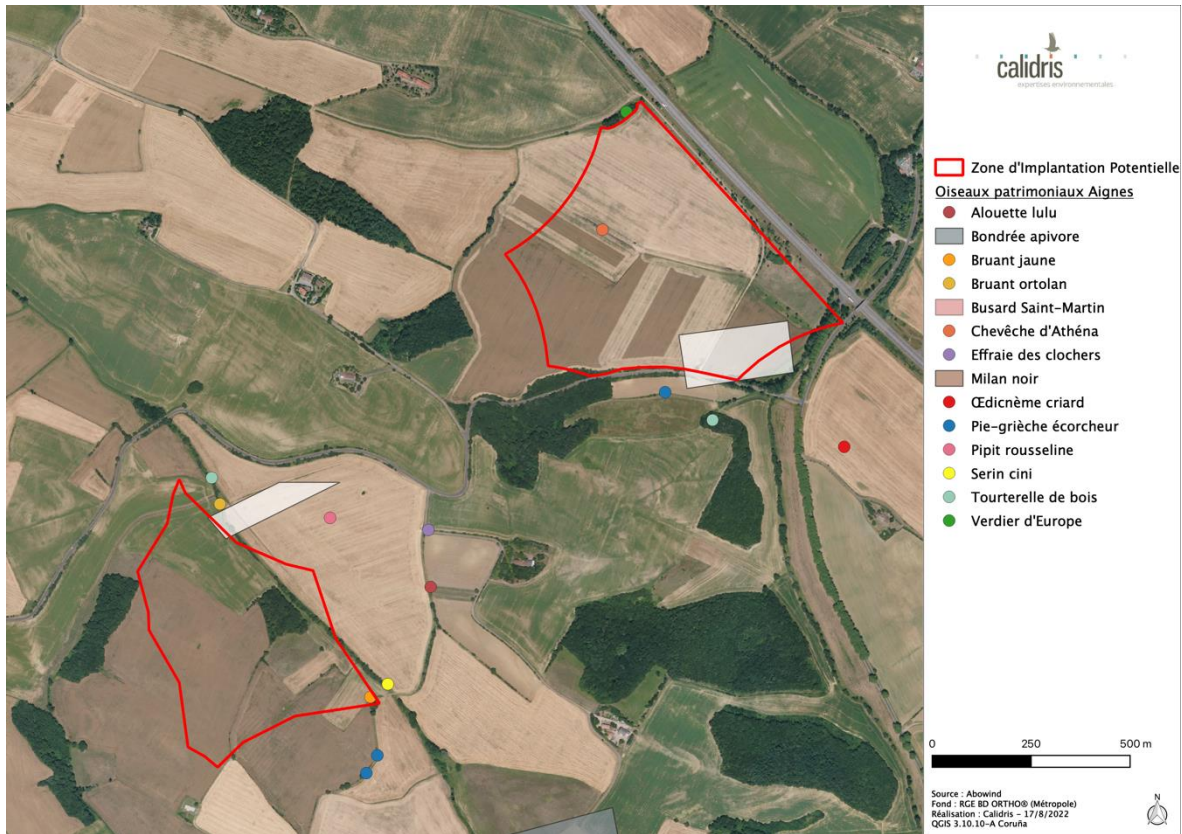 calidris
expertises environnementales
Zone d'Implantation Potentielle
Oiseaux patrimoniaux Aignes
Alouette lulu
Bondrée apivore
Bruant jaune
Bruant ortolan
Busard Saint-Martin
Chevêche d'Athéna
Effraie des clochers
Milan noir
Œdicnème criard
Pie-grièche écorcheur
Pipit rousseline
Serin cini
Tourterelle de bois
Verdier d'Europe
0 250 500 m
Source : Abowind
Fond : RGE BD ORTHO® (Métropole)
Réalisation : Calidris - 17/8/2022
QGIS 3.10.10-A Coruña
N